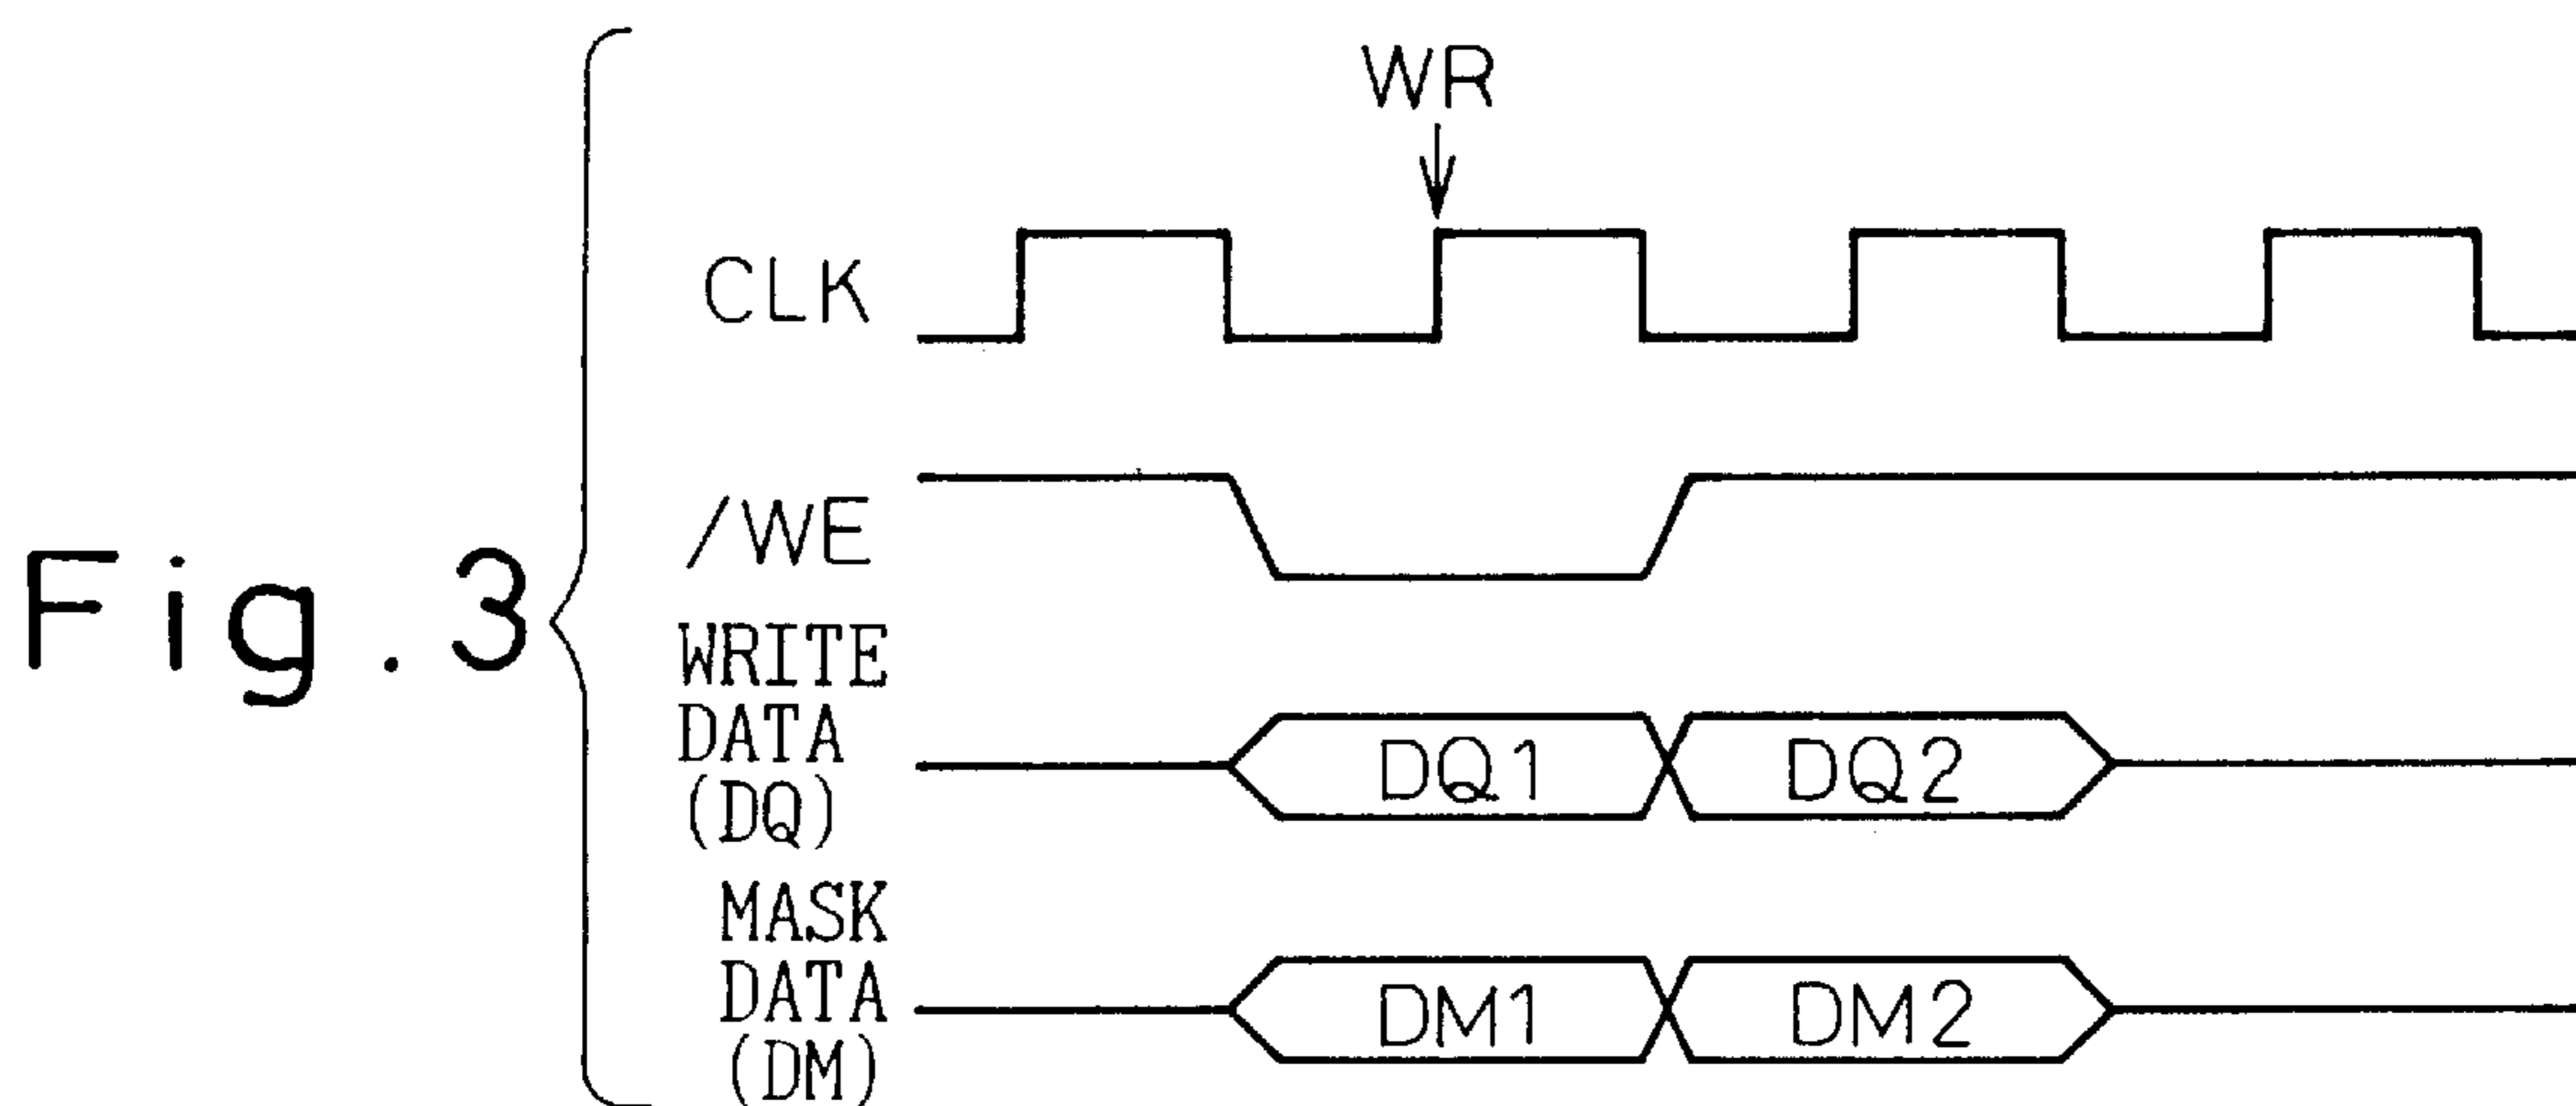 Fig.3
WR
CLK
/WE
WRITE
DATA
(DQ)
DQ1 DQ2
MASK
DATA
(DM)
DM1 DM2